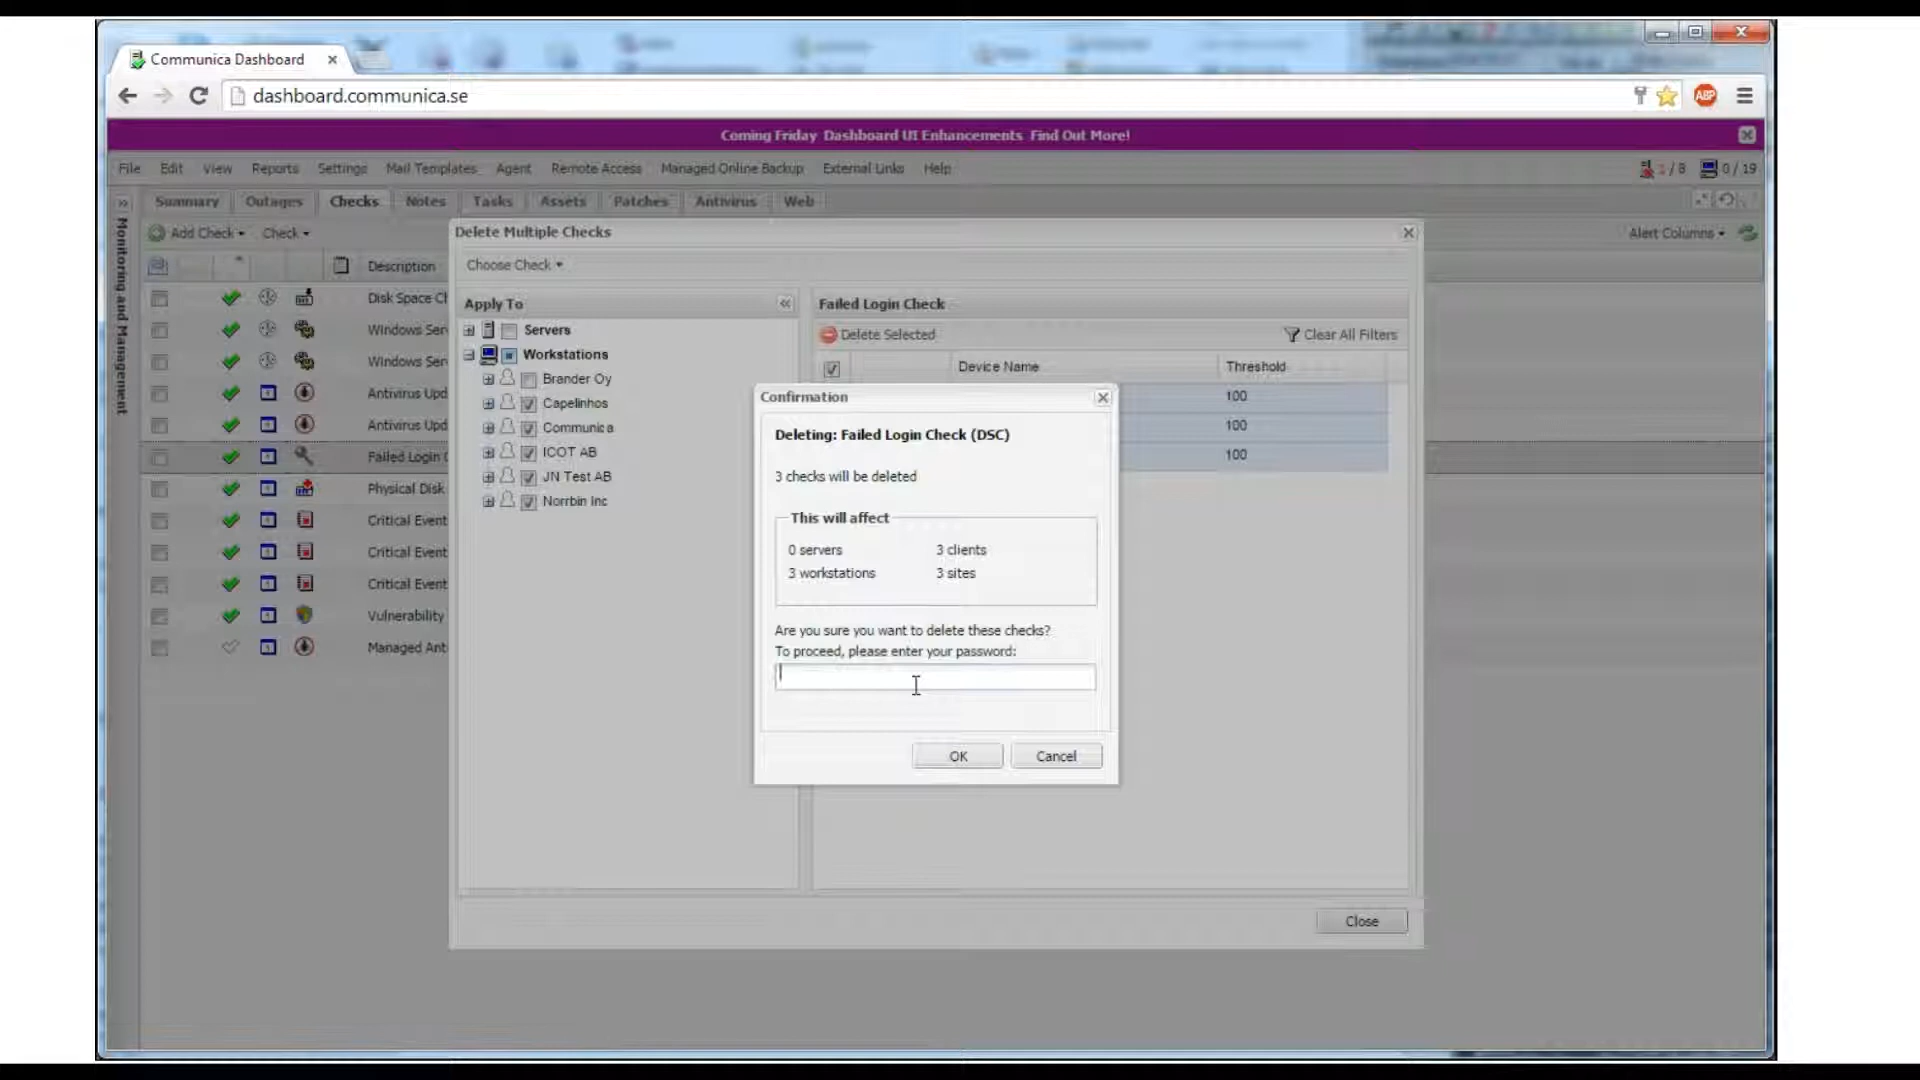 Communica Dashboard
dashboard.communica.se
ABP
Coming Friday Dashboard UI Enhancements Find Out More!
File Edit View Reports Settings Mail Templates Agent Remote Access Managed Online Backup External Links Help
1 / 8 0 / 19
Summary Outages Checks Notes Tasks Assets Patches Antivirus Web
Monitoring and Management
Add Check Check
Alert Columns
Description
Disk Space Ch
Windows Ser
Windows Ser
Antivirus Upd
Antivirus Upd
Failed Login C
Physical Disk
Critical Event
Critical Event
Critical Event
Vulnerability
Managed Ant
Delete Multiple Checks
Choose Check
Apply To
Servers
Workstations
Brander Oy
Capelinhos
Communica
ICOT AB
JN Test AB
Norrbin Inc
Failed Login Check
Delete Selected Clear All Filters
Device Name Threshold
100
100
100
Confirmation
Deleting: Failed Login Check (DSC)
3 checks will be deleted
This will affect
0 servers 3 clients
3 workstations 3 sites
Are you sure you want to delete these checks?
To proceed, please enter your password:
OK Cancel
Close